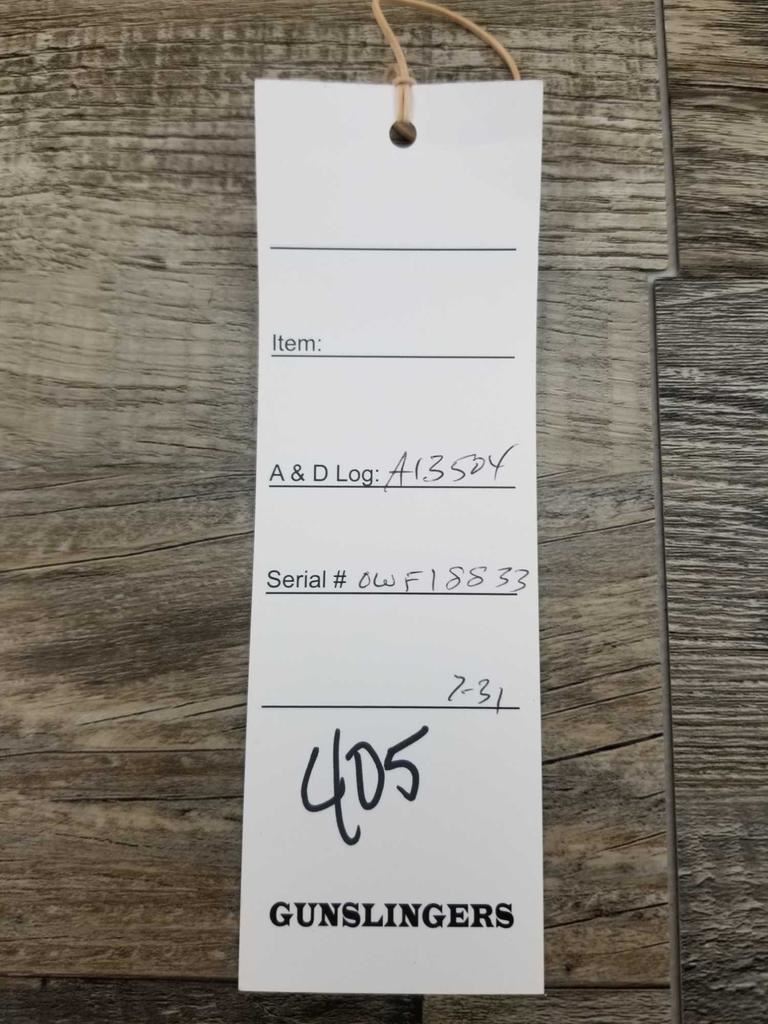 Item:
A & D Log: A13504
Serial # OWF18833
7-31
405
GUNSLINGERS